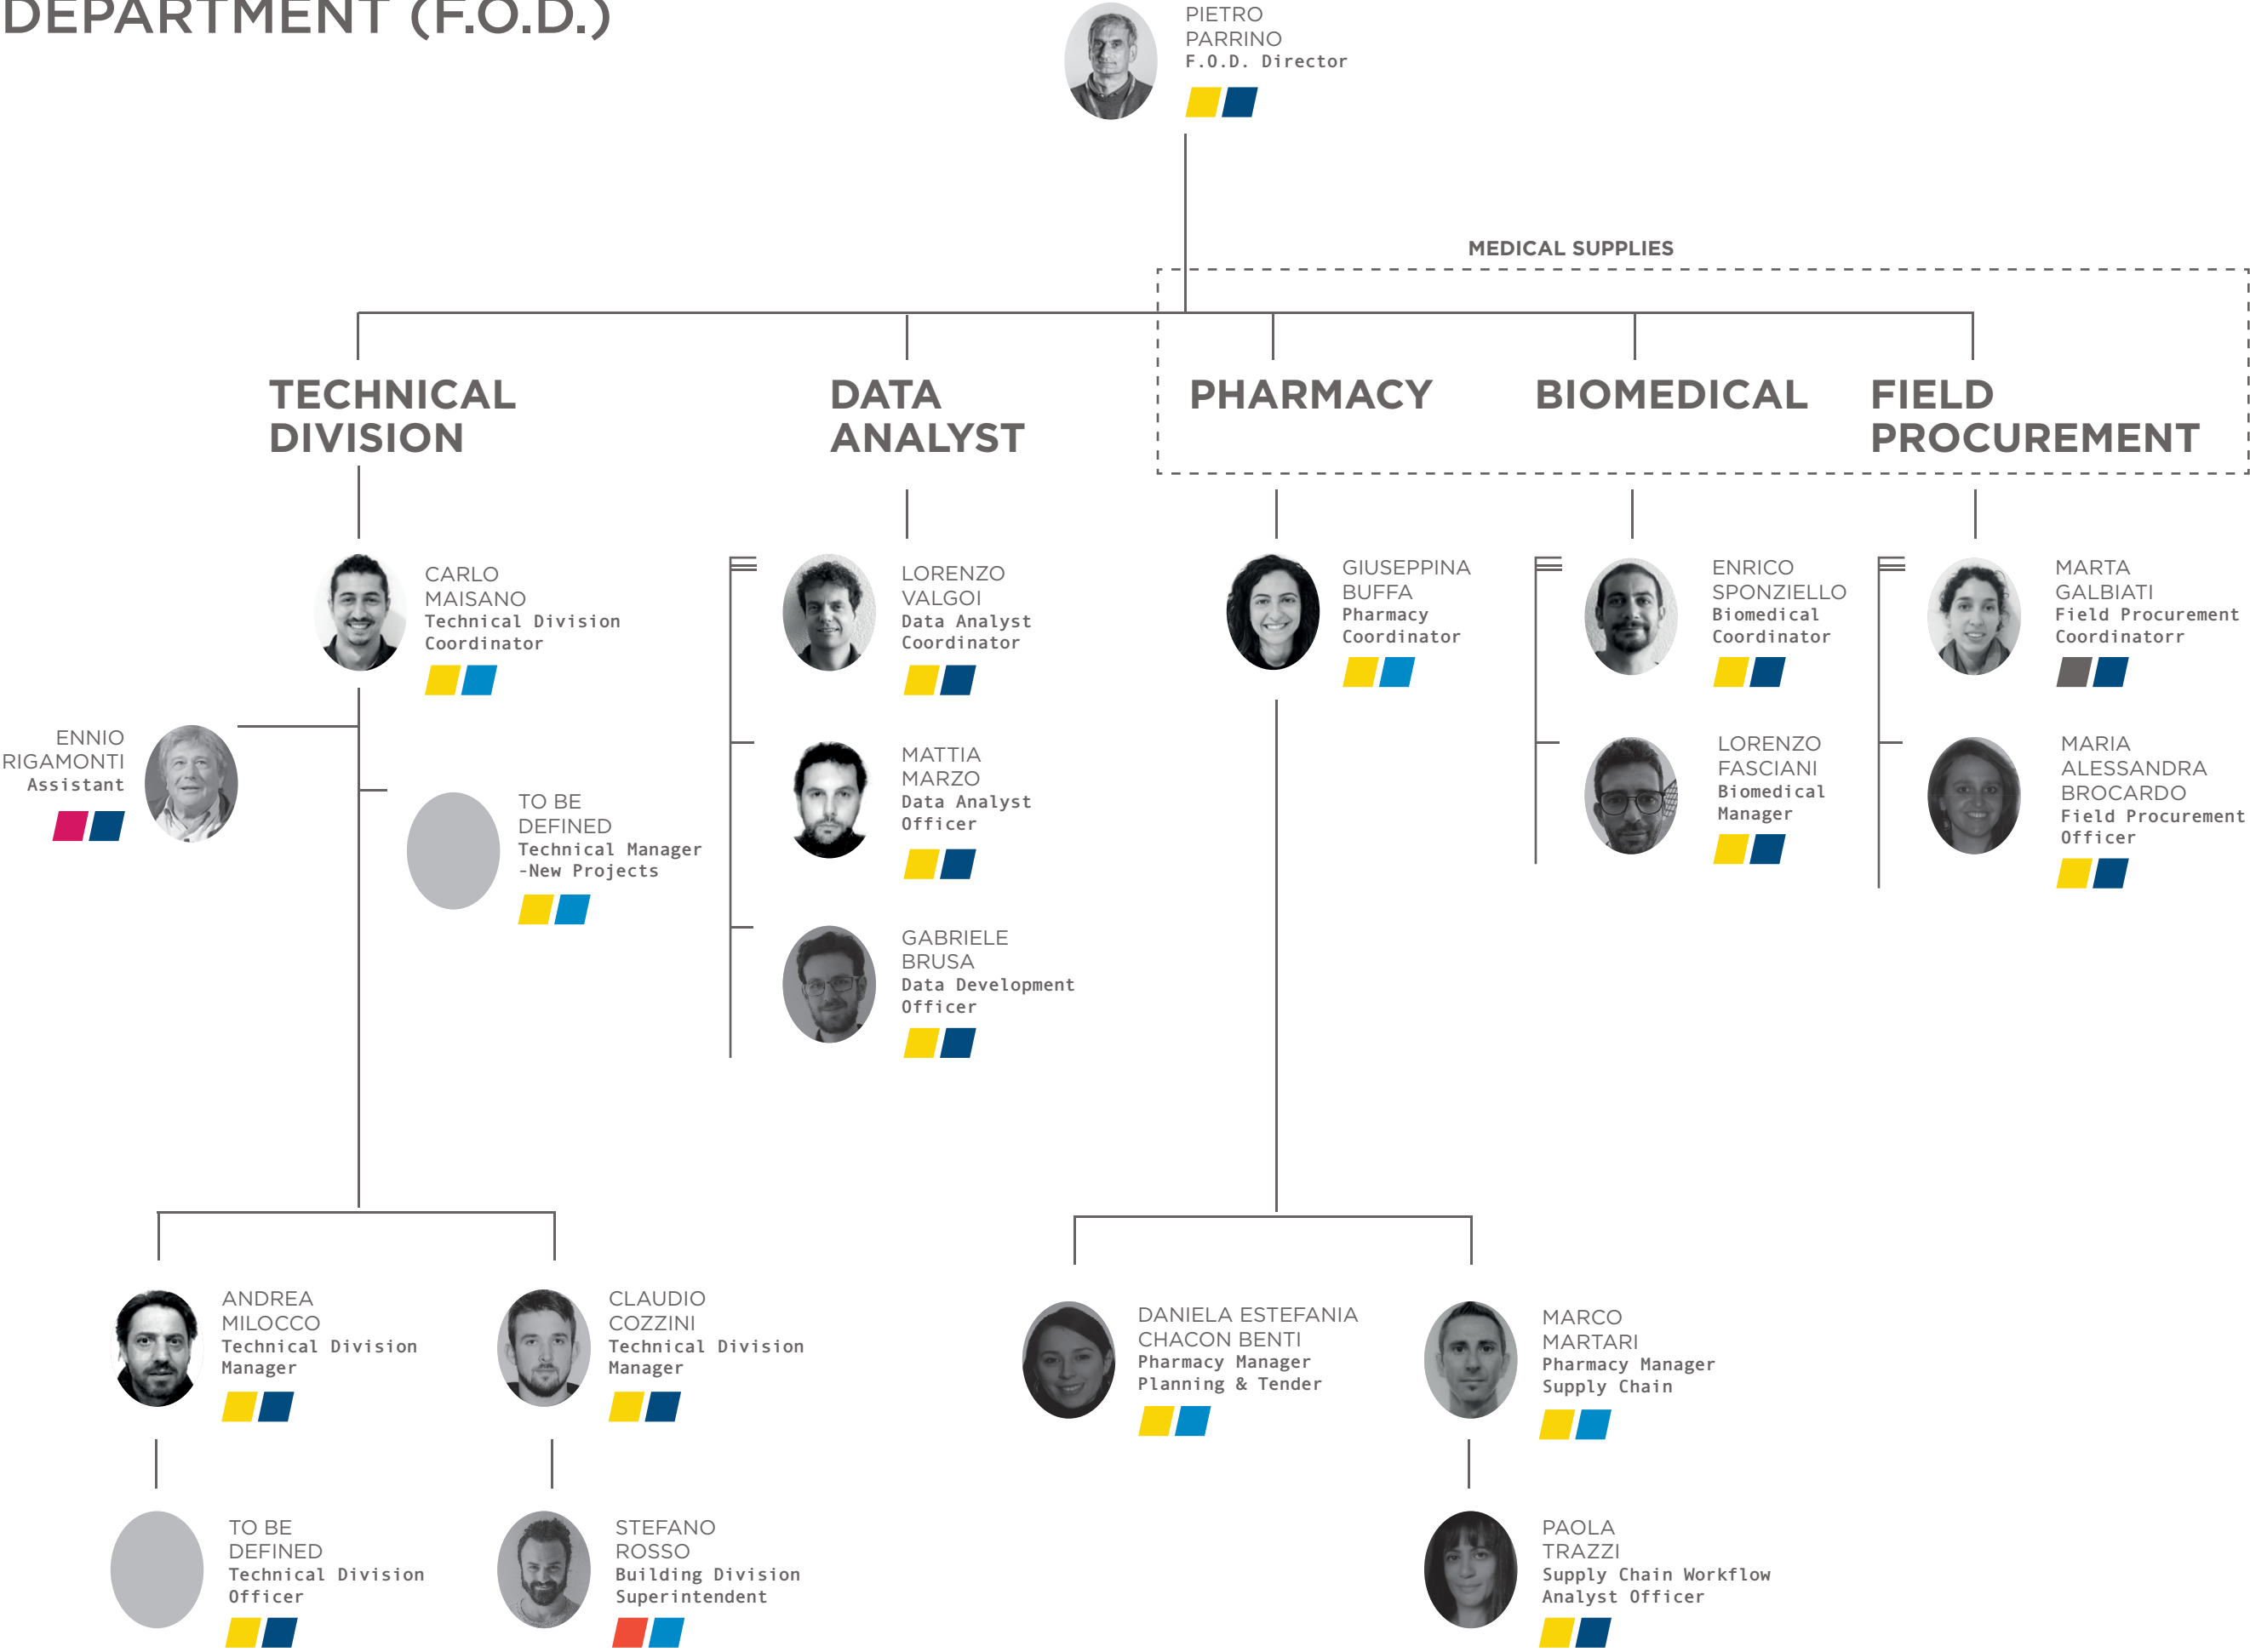 DEPARTMENT (F.O.D.)
PIETRO
PARRINO
F.O.D. Director
MEDICAL SUPPLIES
TECHNICAL
DIVISION
DATA
ANALYST
PHARMACY
BIOMEDICAL
FIELD
PROCUREMENT
CARLO
MAISANO
Technical Division
Coordinator
LORENZO
VALGOI
Data Analyst
Coordinator
GIUSEPPINA
BUFFA
Pharmacy
Coordinator
ENRICO
SPONZIELLO
Biomedical
Coordinator
MARTA
GALBIATI
Field Procurement
Coordinatorr
ENNIO
RIGAMONTI
Assistant
TO BE
DEFINED
Technical Manager
-New Projects
MATTIA
MARZO
Data Analyst
Officer
LORENZO
FASCIANI
Biomedical
Manager
MARIA
ALESSANDRA
BROCARDO
Field Procurement
Officer
GABRIELE
BRUSA
Data Development
Officer
ANDREA
MILOCCO
Technical Division
Manager
CLAUDIO
COZZINI
Technical Division
Manager
DANIELA ESTEFANIA
CHACON BENTI
Pharmacy Manager
Planning & Tender
MARCO
MARTARI
Pharmacy Manager
Supply Chain
TO BE
DEFINED
Technical Division
Officer
STEFANO
ROSSO
Building Division
Superintendent
PAOLA
TRAZZI
Supply Chain Workflow
Analyst Officer